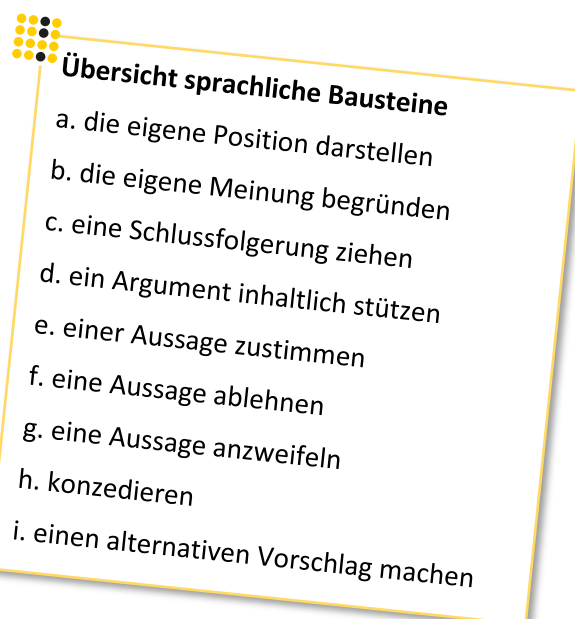 Übersicht sprachliche Bausteine
a. die eigene Position darstellen
b. die eigene Meinung begründen
c. eine Schlussfolgerung ziehen
d. ein Argument inhaltlich stützen
e. einer Aussage zustimmen
f. eine Aussage ablehnen
g. eine Aussage anzweifeln
h. konzedieren
i. einen alternativen Vorschlag machen